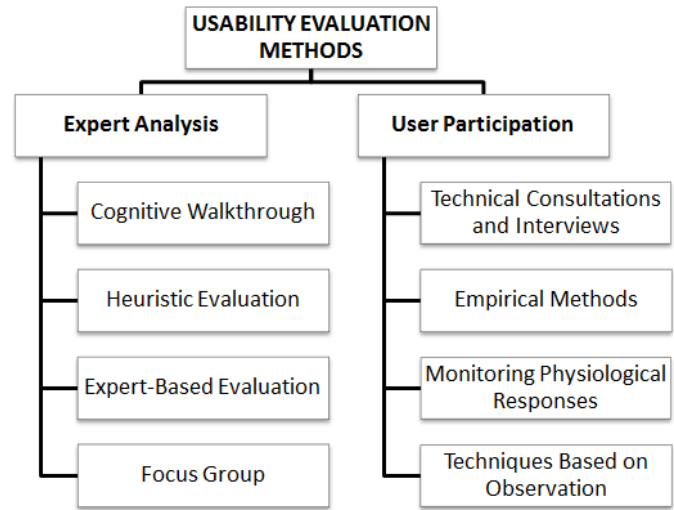 USABILITY EVALUATION
METHODS
Expert Analysis
User Participation
Cognitive Walkthrough
Heuristic Evaluation
Expert-Based Evaluation
Focus Group
Technical Consultations
and Interviews
Empirical Methods
Monitoring Physiological
Responses
Techniques Based on
Observation